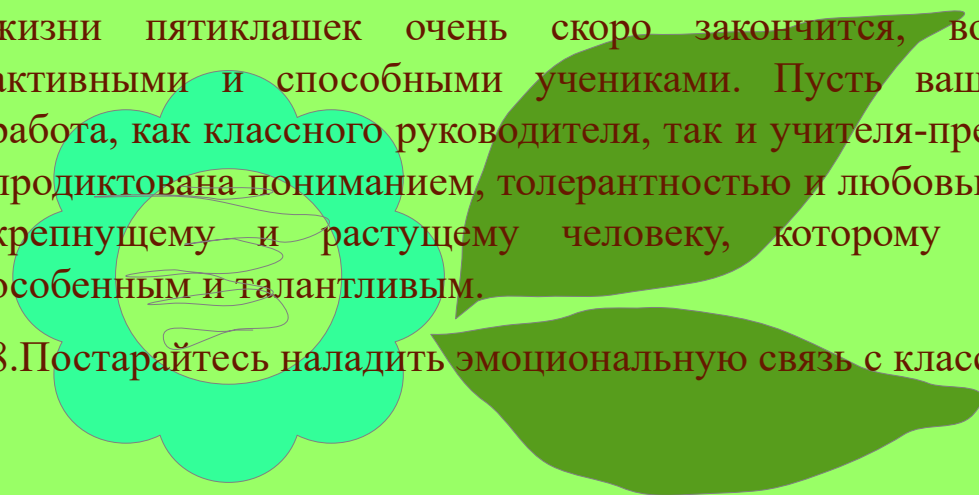 жизни пятиклашек очень скоро закончится, во
активными и способными учениками. Пусть ваш
работа, как классного руководителя, так и учителя-пре
продиктована пониманием, толерантностью и любовь
крепнущему и растущему человеку, которому
особенным и талантливым.
8.Постарайтесь наладить эмоциональную связь с класс